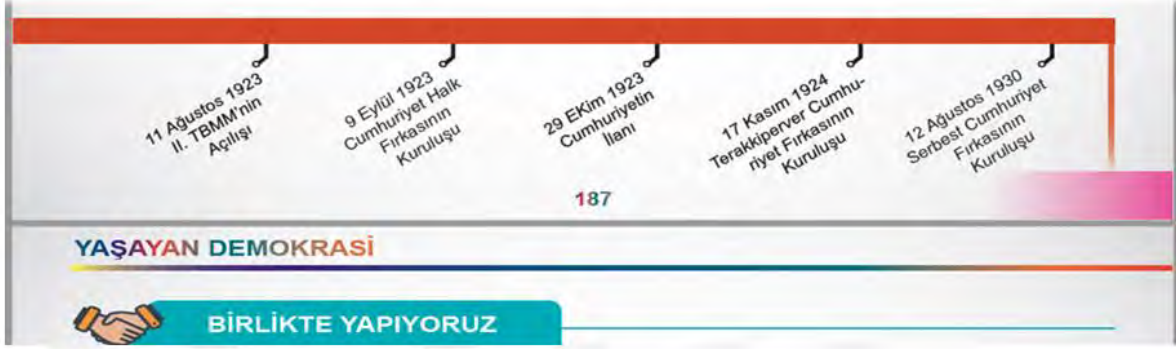 11 Ağustos 1923
II. TBMM'nin
Açılışı
9 Eylül 1923
Cumhuriyet Halk
Fırkasının
Kuruluşu
29 EKim 1923
Cumhuriyetin
İlanı
17 Kasım 1924
Terakkiperver Cumhu-
riyet Fırkasının
Kuruluşu
12 Ağustos 1930
Serbest Cumhuriyet
Fırkasının
Kuruluşu
187
YAŞAYAN DEMOKRASİ
BİRLİKTE YAPIYORUZ